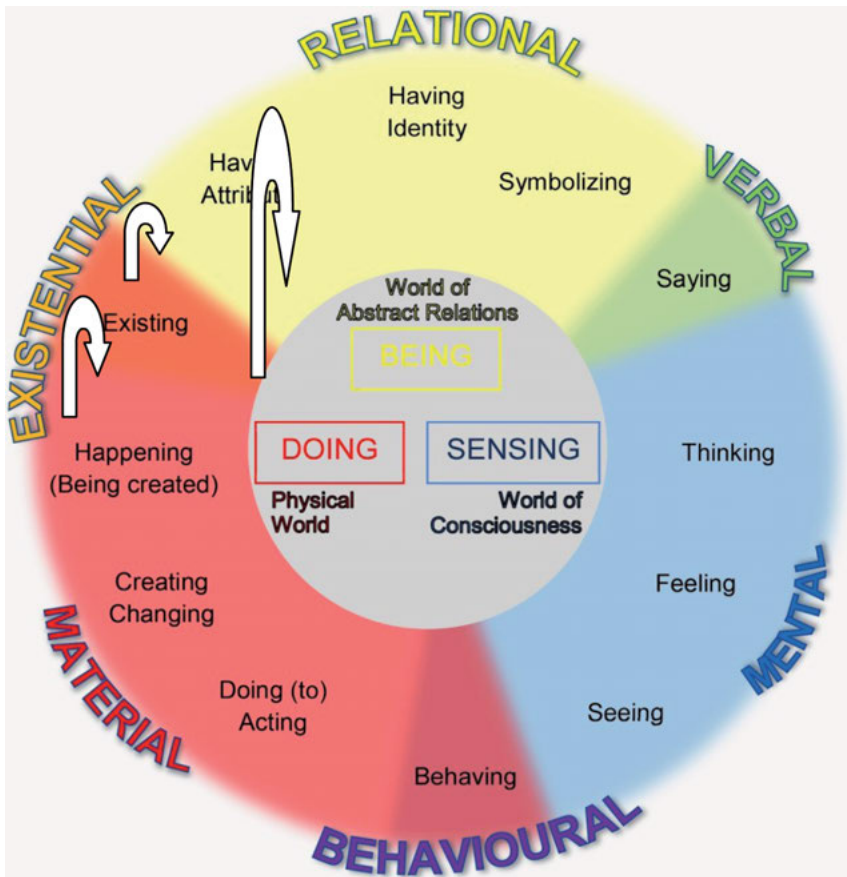 RELATIONAL
Having
Identity
Symbolizing
VERBAL
Saying
EXISTENTIAL
Existing
World of
Abstract Relations
BEING
DOING
SENSING
Physical
World
World of
Consciousness
Happening
(Being created)
Thinking
Creating
Changing
Feeling
MATERIAL
MENTAL
Doing (to)
Acting
Seeing
Behaving
BEHAVIOURAL